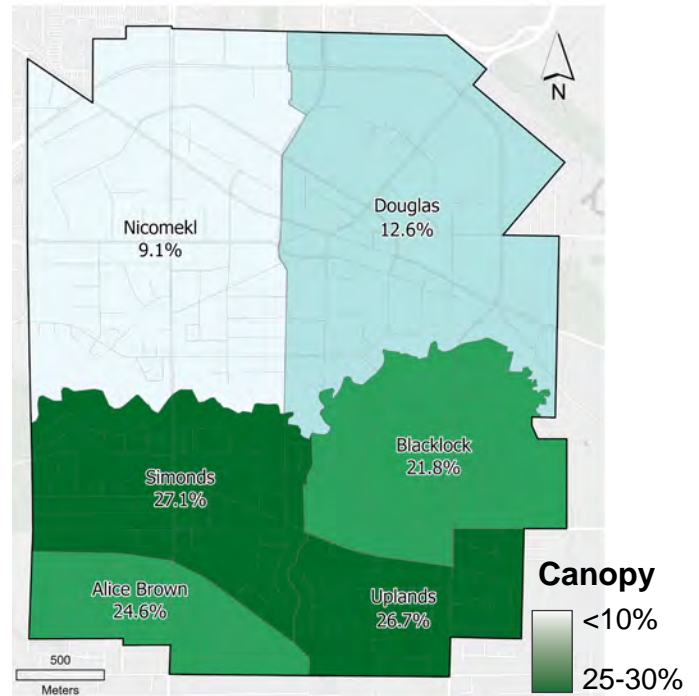 N
Nicomekl
9.1%
Douglas
12.6%
Blacklock
21.8%
Simonds
27.1%
Alice Brown
24.6%
Uplands
26.7%
Canopy
<10%
25-30%
500
Meters